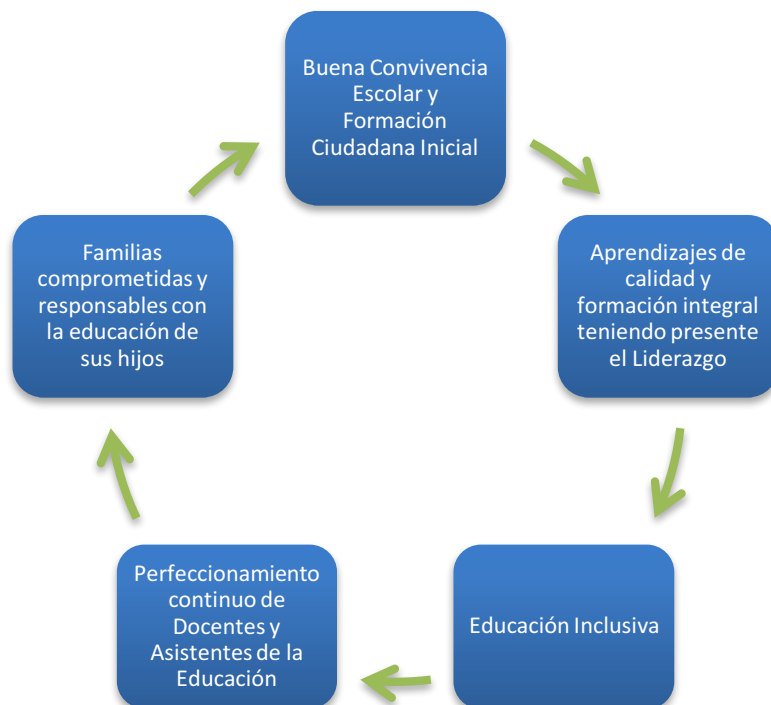 Buena Convivencia
Escolar y
Formación
Ciudadana Inicial
Aprendizajes de
calidad y
formación integral
teniendo presente
el Liderazgo
Educación Inclusiva
Perfeccionamiento
continuo de
Docentes y
Asistentes de la
Educación
Familias
comprometidas y
responsables con
la educación de
sus hijos